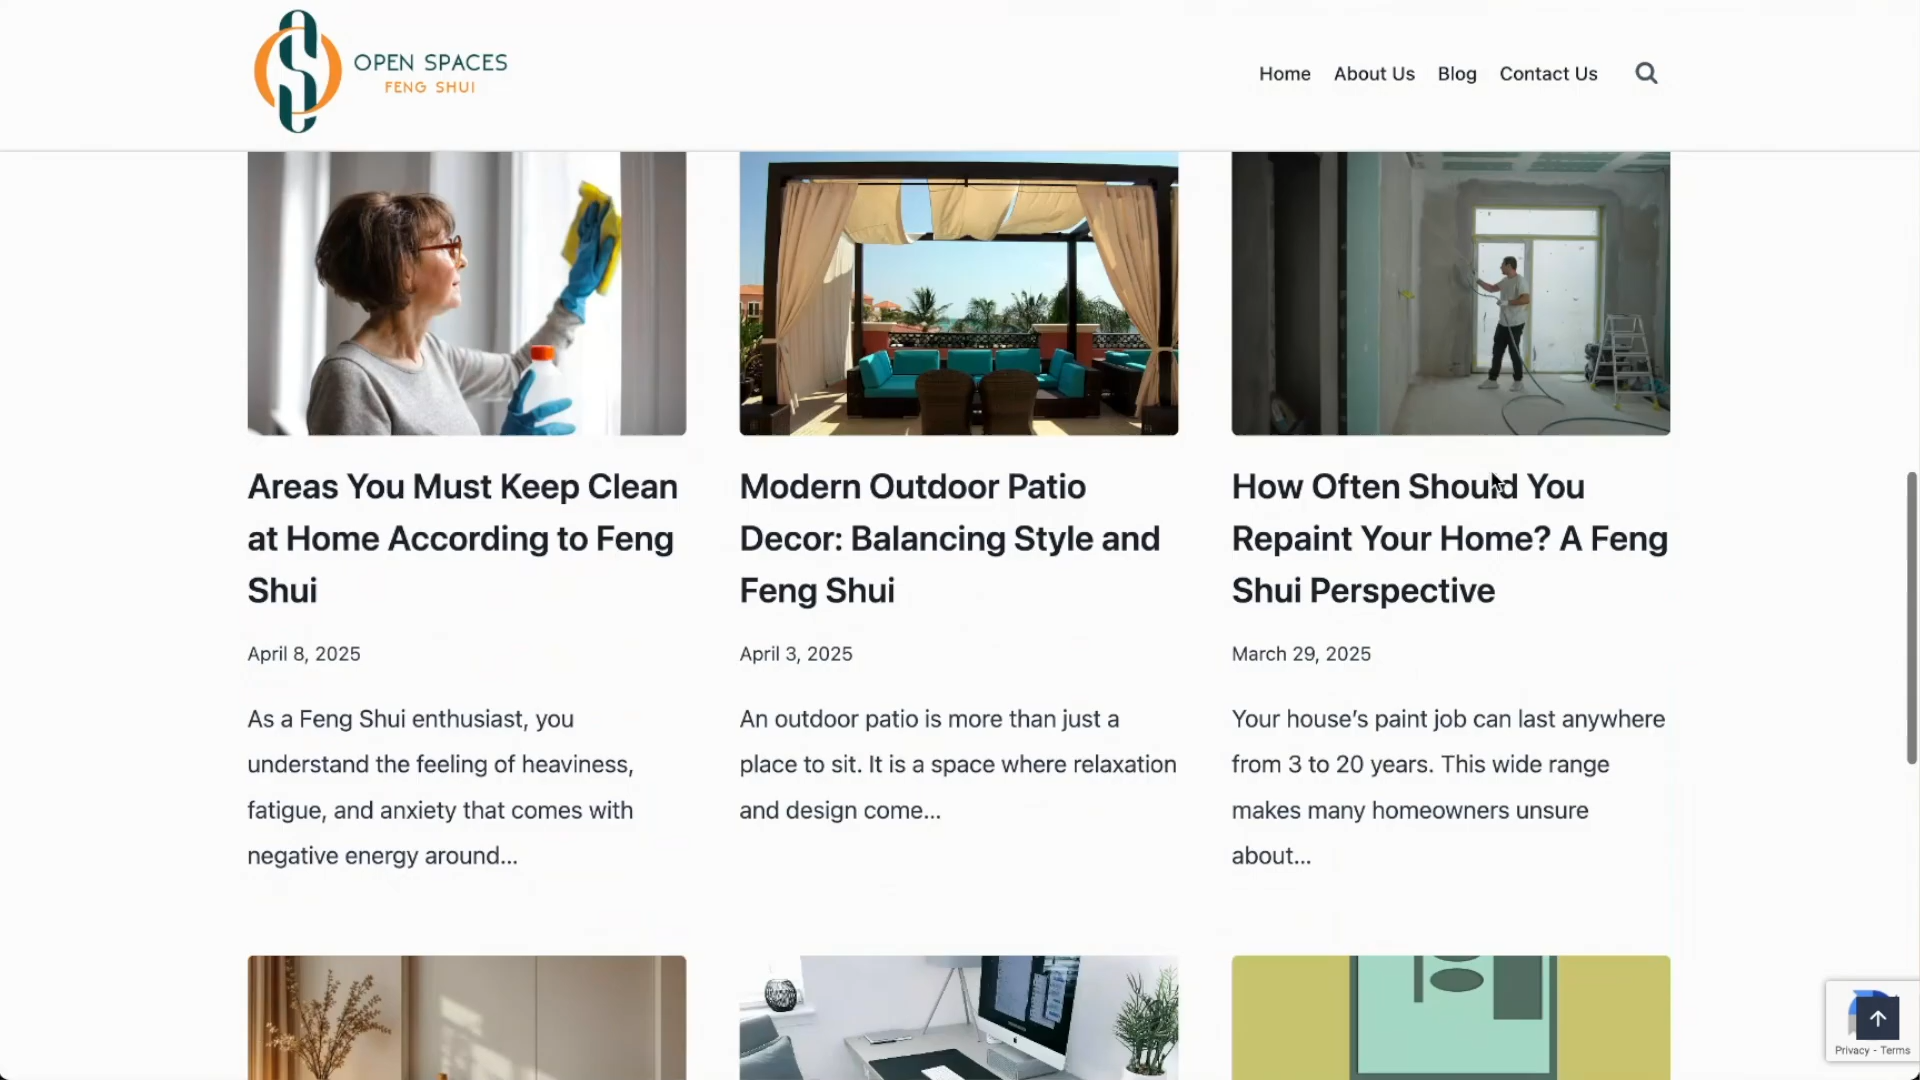 OPEN SPACES
FENG SHUI
Home About Us Blog Contact Us
Areas You Must Keep Clean
at Home According to Feng
Shui
April 8, 2025
As a Feng Shui enthusiast, you
understand the feeling of heaviness,
fatigue, and anxiety that comes with
negative energy around...
Modern Outdoor Patio
Decor: Balancing Style and
Feng Shui
April 3, 2025
An outdoor patio is more than just a
place to sit. It is a space where relaxation
and design come...
How Often Should You
Repaint Your Home? A Feng
Shui Perspective
March 29, 2025
Your house’s paint job can last anywhere
from 3 to 20 years. This wide range
makes many homeowners unsure
about...
Privacy - Terms